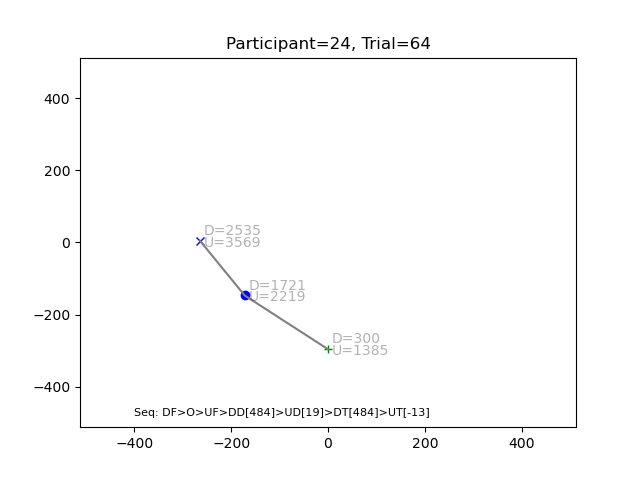 Participant=24, Trial=64
400
200
0
−200
−400
D=2535
U=3569
D=1721
U=2219
D=300
U=1385
Seq: DF>O>UF>DD[484]>UD[19]>DT[484]>UT[-13]
−400 −200 0 200 400